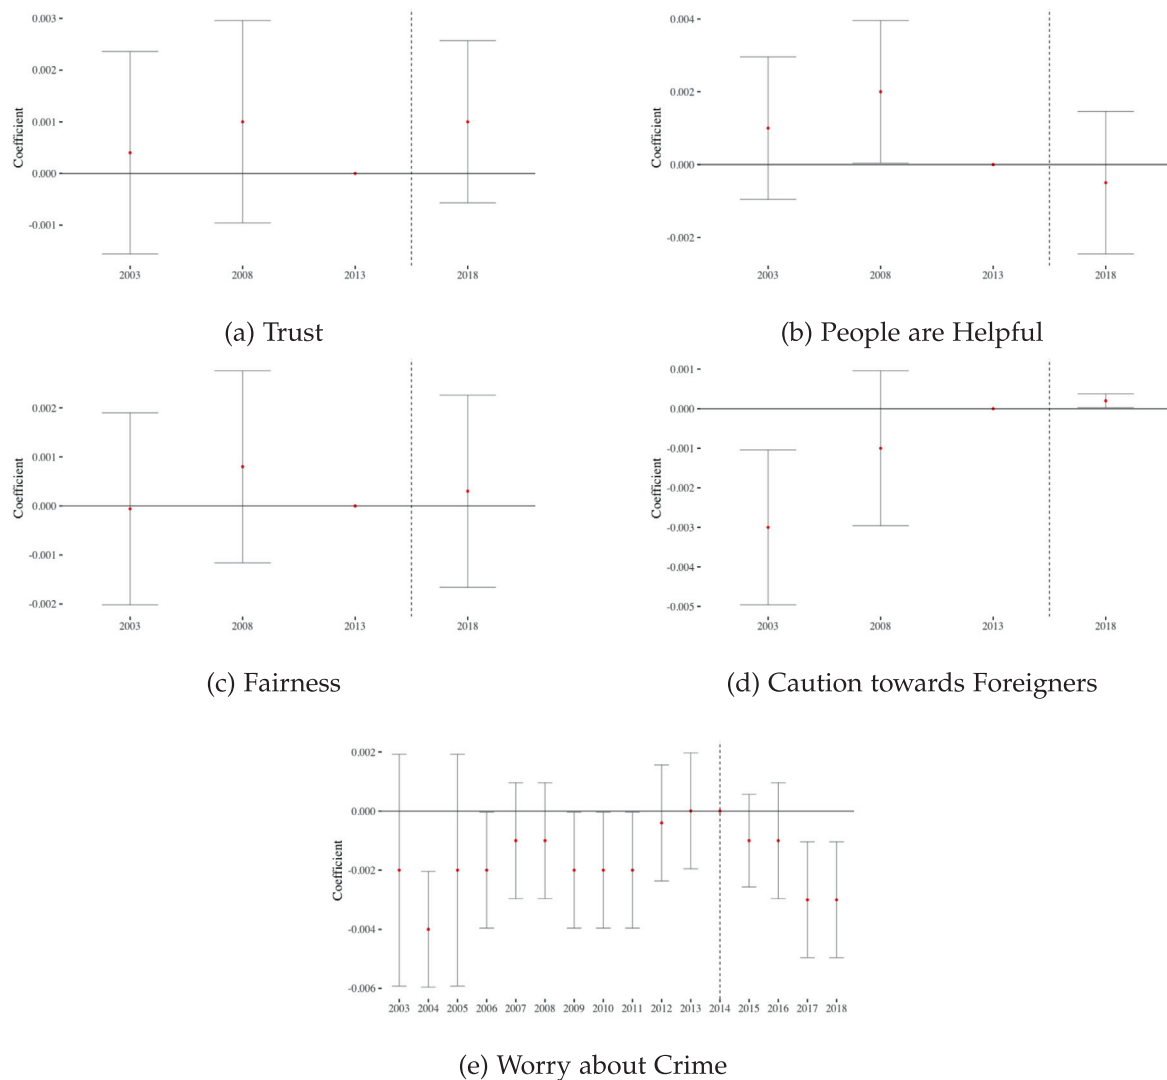 0.003
0.002
0.001
0.000
-0.001
Coefficient
2003 2008 2013 2018
(a) Trust
0.004
0.002
0.000
-0.002
Coefficient
2003 2008 2013 2018
(b) People are Helpful
0.002
0.001
0.000
-0.001
-0.002
Coefficient
2003 2008 2013 2018
(c) Fairness
0.001
0.000
-0.001
-0.002
-0.003
-0.004
-0.005
Coefficient
2003 2008 2013 2018
(d) Caution towards Foreigners
0.002
0.000
-0.002
-0.004
-0.006
Coefficient
2003 2004 2005 2006 2007 2008 2009 2010 2011 2012 2013 2014 2015 2016 2017 2018
(e) Worry about Crime